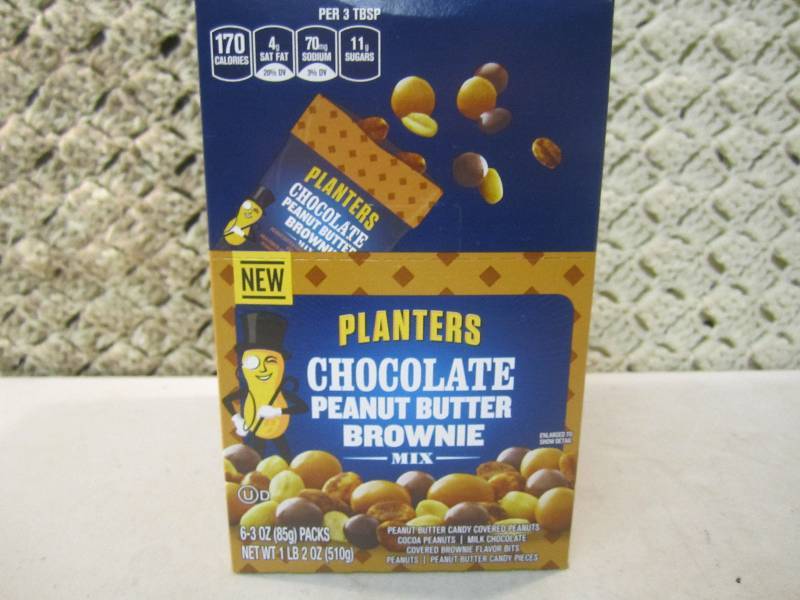 PER 3 TBSP
170 CALORIES
4g SAT FAT 20% DV
70mg SODIUM 3% DV
11g SUGARS
PLANTERS
CHOCOLATE
PEANUT BUTTER
BROWNIE
NEW
PLANTERS
CHOCOLATE
PEANUT BUTTER
BROWNIE
MIX
ENLARGED TO
SHOW DETAIL
U D
6-3 OZ (85g) PACKS
NET WT 1 LB 2 OZ (510g)
PEANUT BUTTER CANDY COVERED PEANUTS
COCOA PEANUTS | MILK CHOCOLATE
COVERED BROWNIE FLAVOR BITS
PEANUTS | PEANUT BUTTER CANDY PIECES